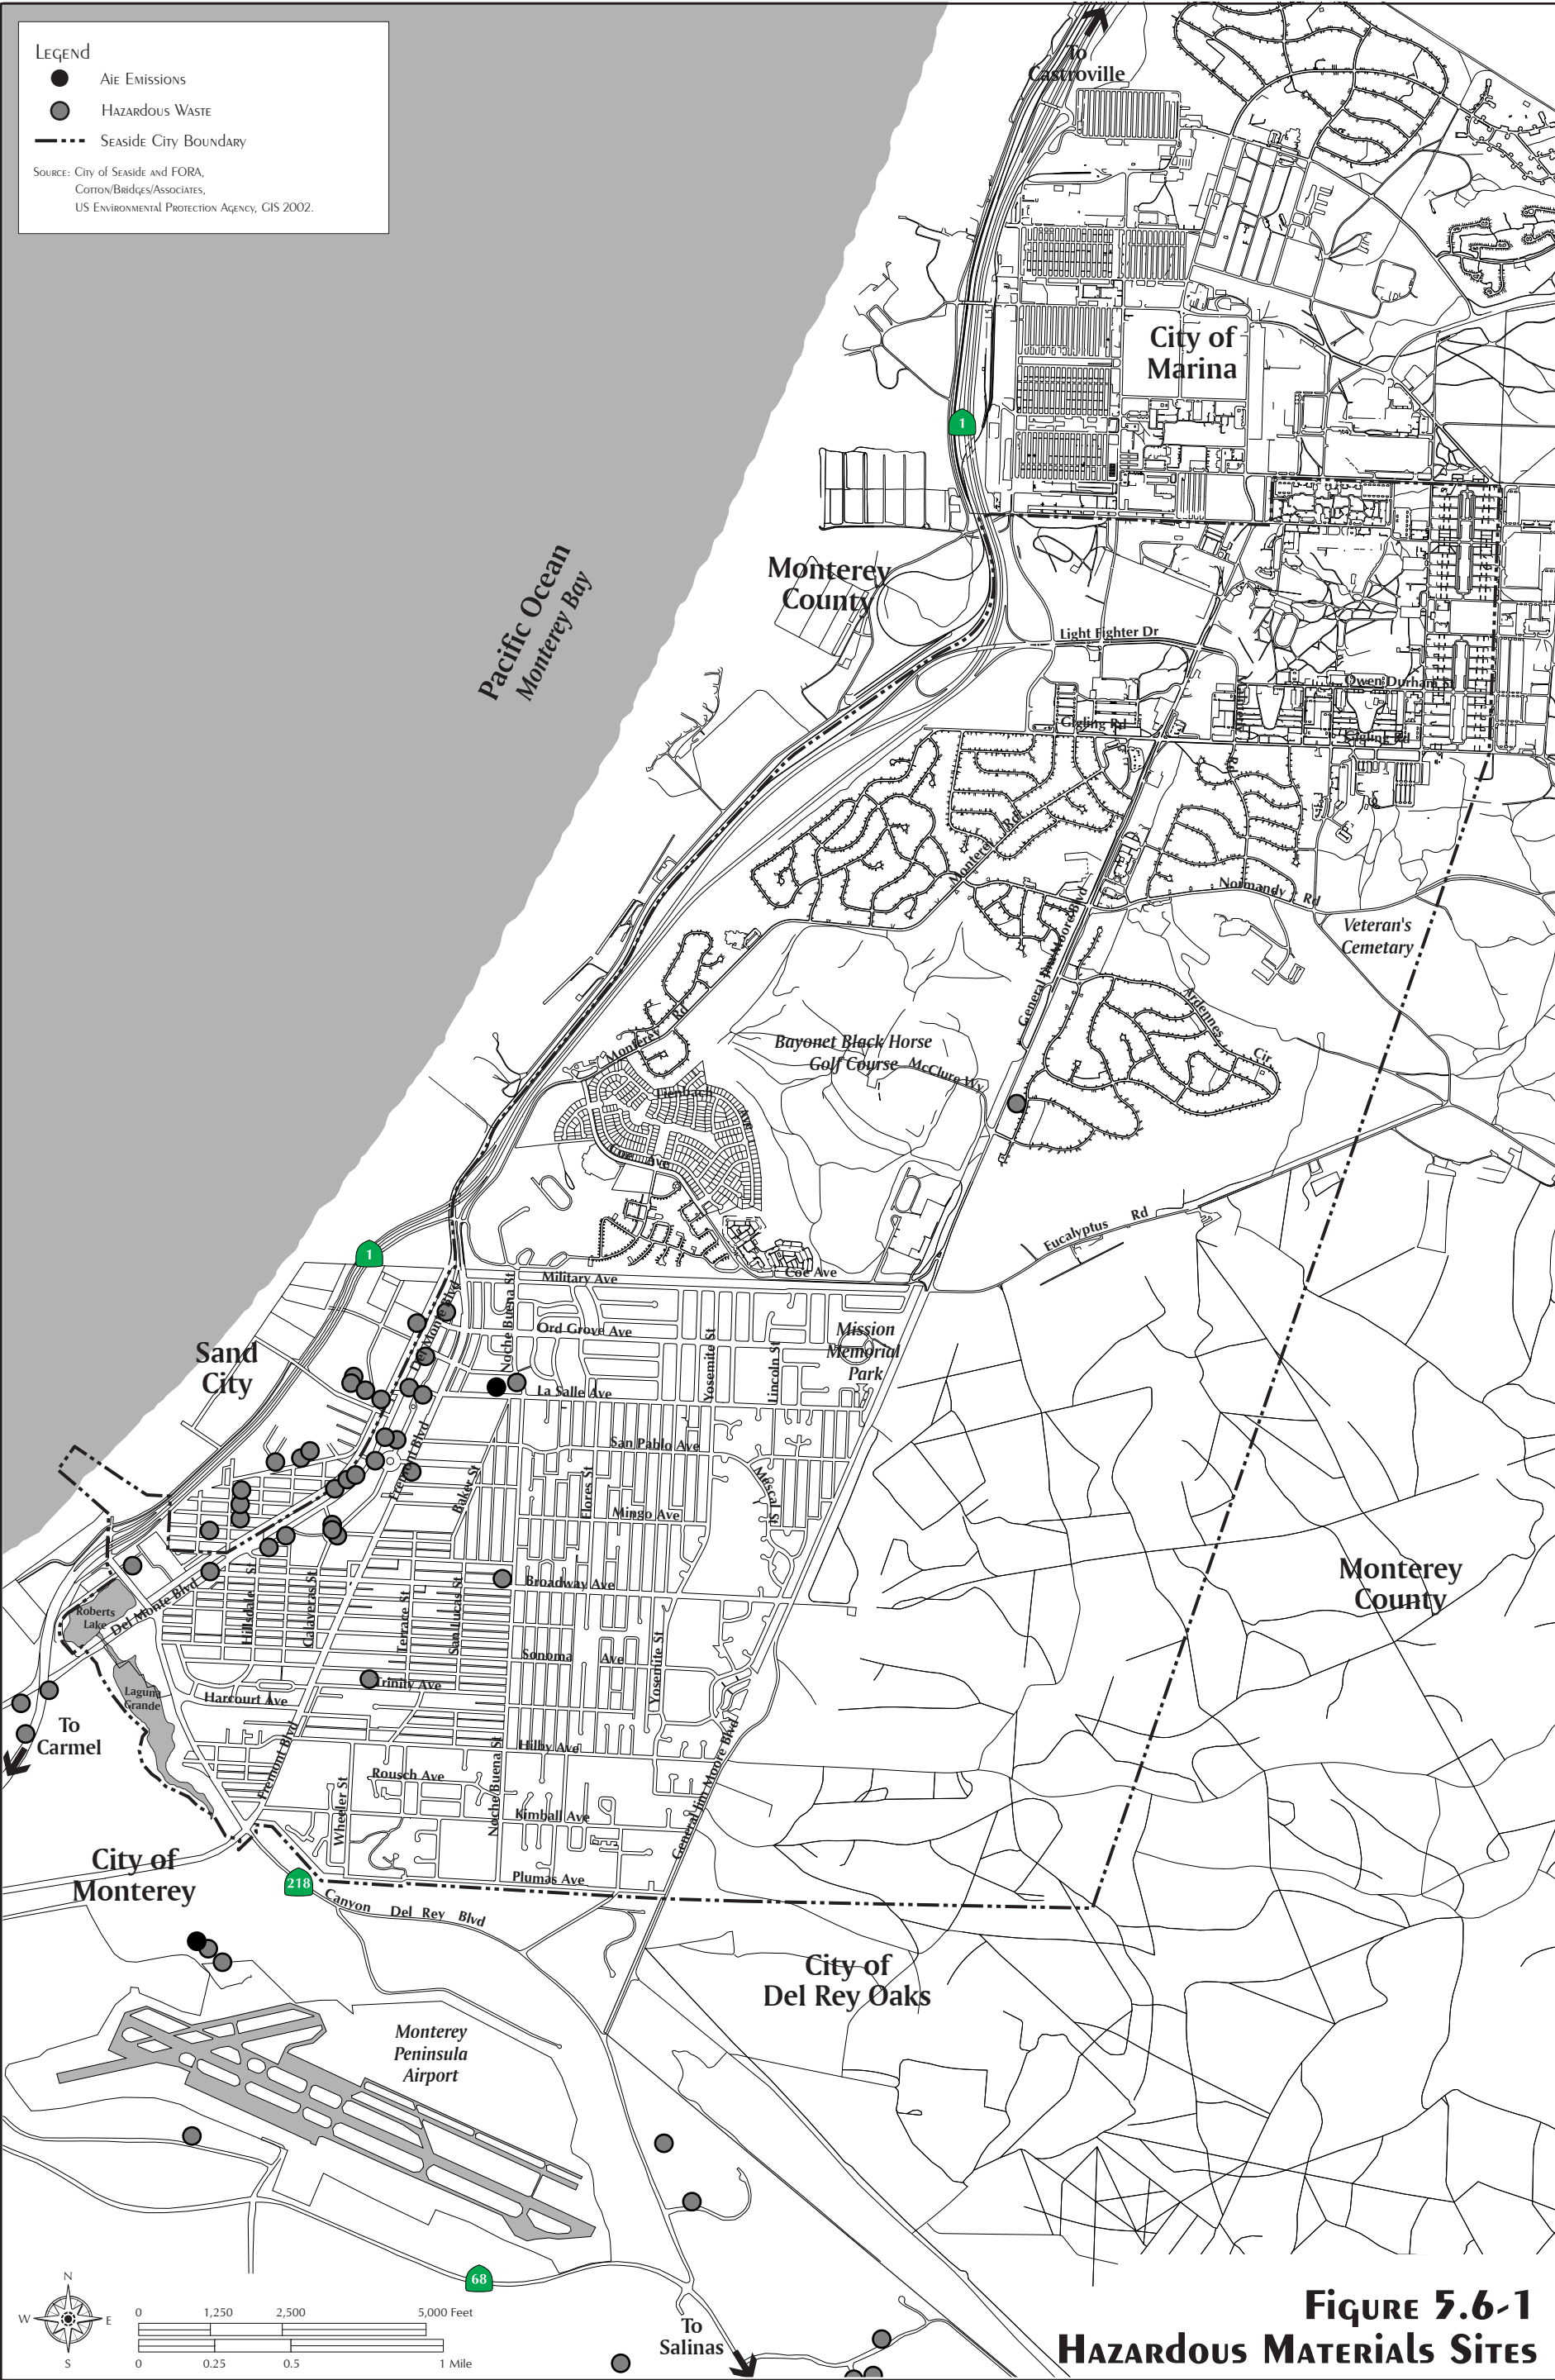 LEGEND
AiE EMISSIONS
HAZARDOUS WASTE
SEASIDE CITY BOUNDARY
SOURCE: CITY OF SEASIDE AND FORA,
COTTON/BRIDGES/ASSOCIATES,
US ENVIRONMENTAL PROTECTION AGENCY, GIS 2002.
To
Castroville
City of
Marina
1
Pacific Ocean
Monterey Bay
Monterey
County
Light Fighter Dr
Owen Durham St
Gigling Rd
Gigling Rd
Rd
Monterey Rd
Normandy Rd
General Jim Moore Blvd
Veteran's
Cemetary
Ardennes
Cir
Monterey Rd
Bayonet Black Horse
Golf Course
McClure Wy
Ave
Coe Ave
Eucalyptus Rd
1
Military Ave
Coe Ave
Noche Buena St
Del Monte Blvd
Ord Grove Ave
Mission
Memorial
Park
Yosemite St
Lincoln St
Sand
City
La Salle Ave
Fremont Blvd
San Pablo Ave
Baker St
Flores St
Mescal St
Mingo Ave
Broadway Ave
Monterey
County
Roberts
Lake
Del Monte Blvd
Hillsdale St
Calaveras St
Terrace St
San Lucas St
Sonoma Ave
Yosemite St
Trinity Ave
Harcourt Ave
Laguna
Grande
To
Carmel
Fremont Blvd
Hilby Ave
Rousch Ave
Wheeler St
Noche Buena St
Kimball Ave
General Jim Moore Blvd
City of
Monterey
Plumas Ave
218
Canyon Del Rey Blvd
City of
Del Rey Oaks
Monterey
Peninsula
Airport
68
To
Salinas
N
W
E
S
0 1,250 2,500 5,000 Feet
0 0.25 0.5 1 Mile
FIGURE 5.6-1
HAZARDOUS MATERIALS SITES